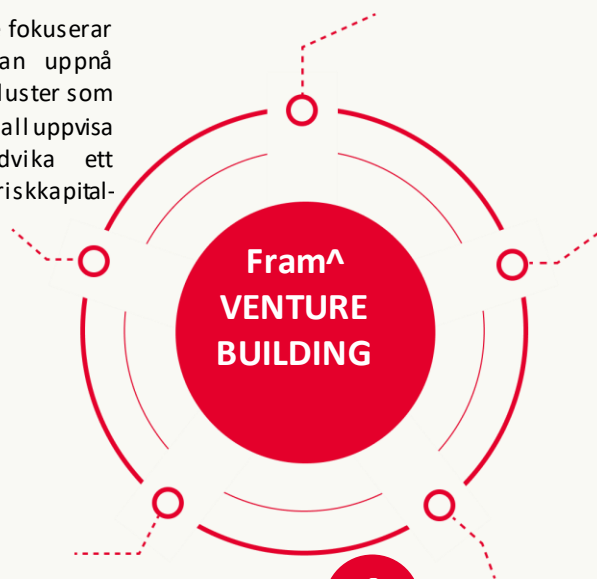 fokuserar
an uppnå
luster som
all uppvisa
dvika ett
riskkapital-
Fram^
VENTURE
BUILDING